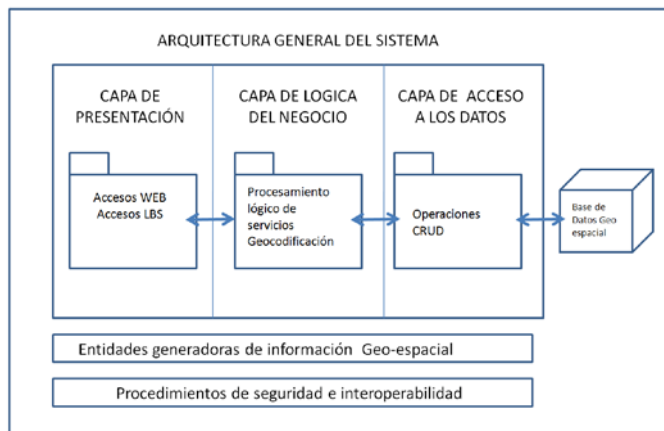 ARQUITECTURA GENERAL DEL SISTEMA
CAPA DE
PRESENTACIÓN
CAPA DE LOGICA
DEL NEGOCIO
CAPA DE ACCESO
A LOS DATOS
Accesos WEB
Accesos LBS
Procesamiento
lógico de
servicios
Geocodificación
Operaciones
CRUD
Base de
Datos Geo
espacial
Entidades generadoras de información Geo-espacial
Procedimientos de seguridad e interoperabilidad